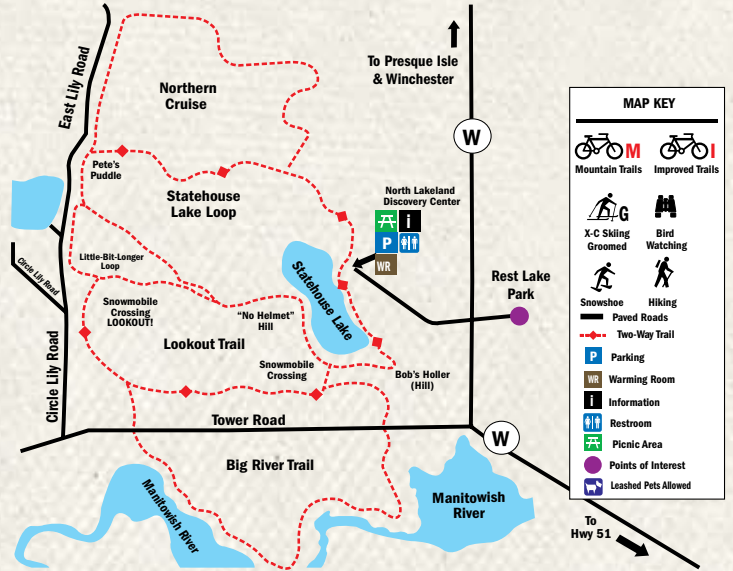 East Lily Road
Northern
Cruise
To Presque Isle
& Winchester
W
Pete's
Puddle
Statehouse
Lake Loop
North Lakeland
Discovery Center
i
P
WR
Little-Bit-Longer
Loop
Circle Lily Road
Statehouse Lake
Rest Lake
Park
Snowmobile
Crossing
LOOKOUT!
"No Helmet"
Hill
Lookout Trail
Snowmobile
Crossing
Bob's Holler
(Hill)
Circle Lily Road
Tower Road
W
Big River Trail
Manitowish
River
Manitowish
River
To
Hwy 51
MAP KEY
M
Mountain Trails
I
Improved Trails
G
X-C Skiing
Groomed
Bird
Watching
Snowshoe
Hiking
Paved Roads
Two-Way Trail
P Parking
WR Warming Room
i Information
Restroom
Picnic Area
Points of Interest
Leashed Pets Allowed